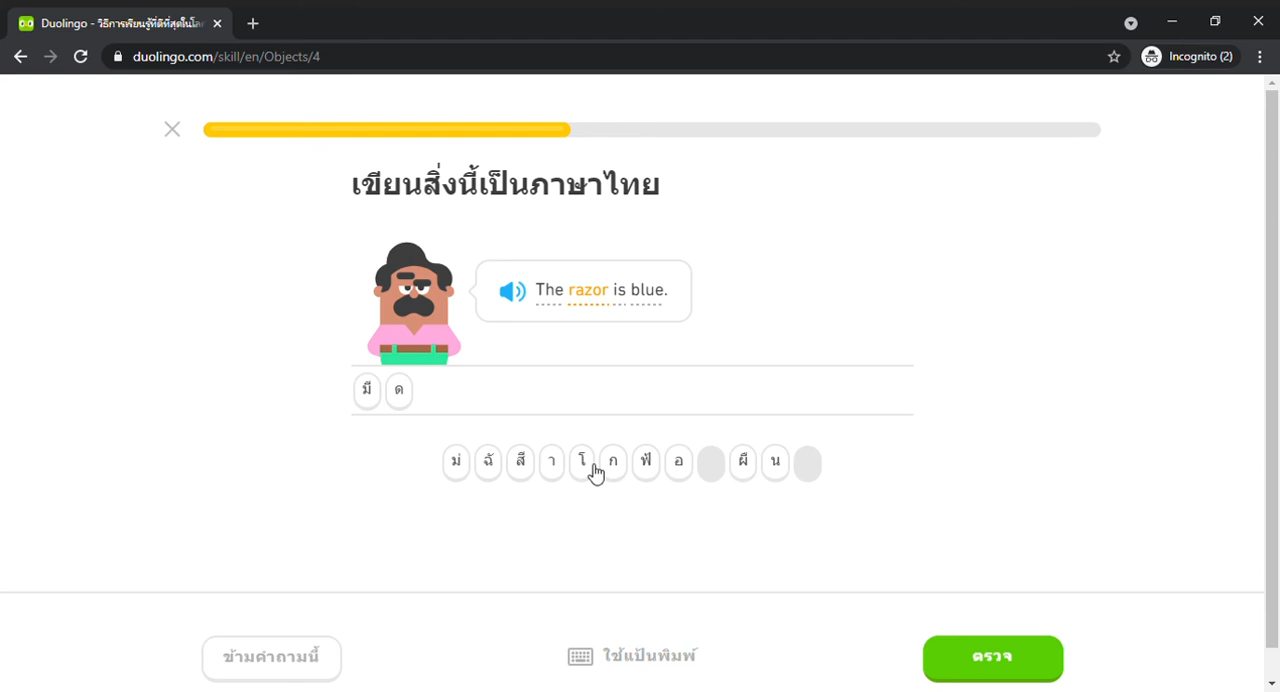 Duolingo - วิธีการเรียนรู้ที่ดีที่สุดในโล
duolingo.com/skill/en/Objects/4
Incognito (2)
เขียนสิ่งนี้เป็นภาษาไทย
The razor is blue.
มี ด
ม่ ฉั สี า โ ก ฟ้ อ ผื น
ข้ามคำถามนี้
ใช้แป้นพิมพ์
ตรวจ